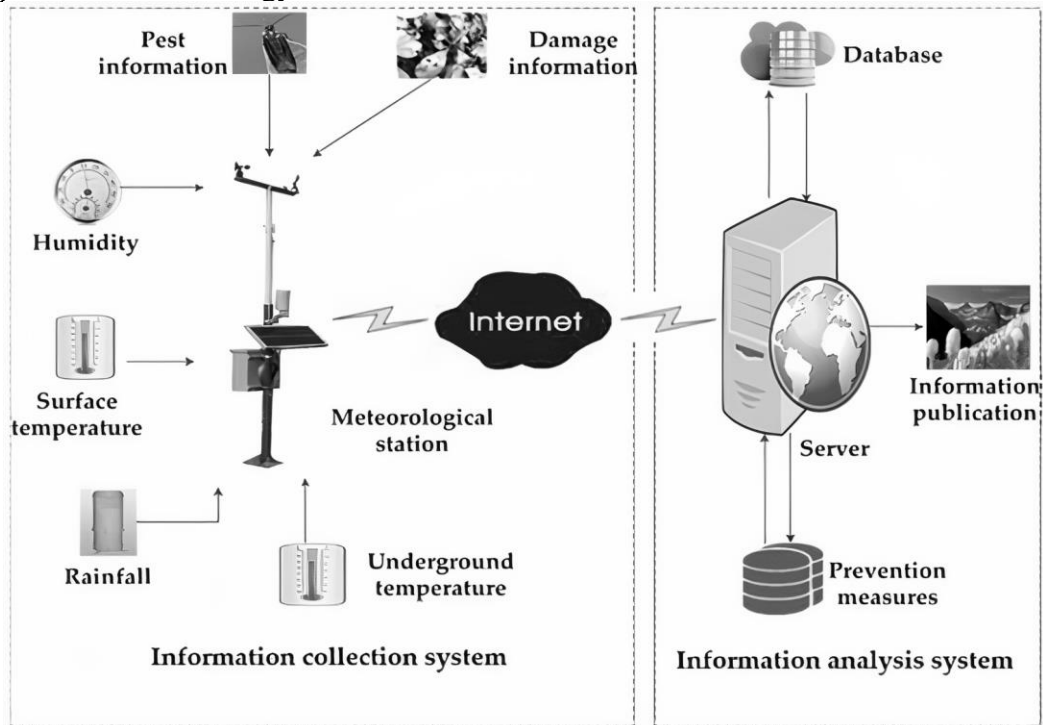 Pest
information
Damage
information
Database
Humidity
Internet
Surface
temperature
Meteorological
station
Information
publication
Server
Rainfall
Underground
temperature
Prevention
measures
Information collection system
Information analysis system